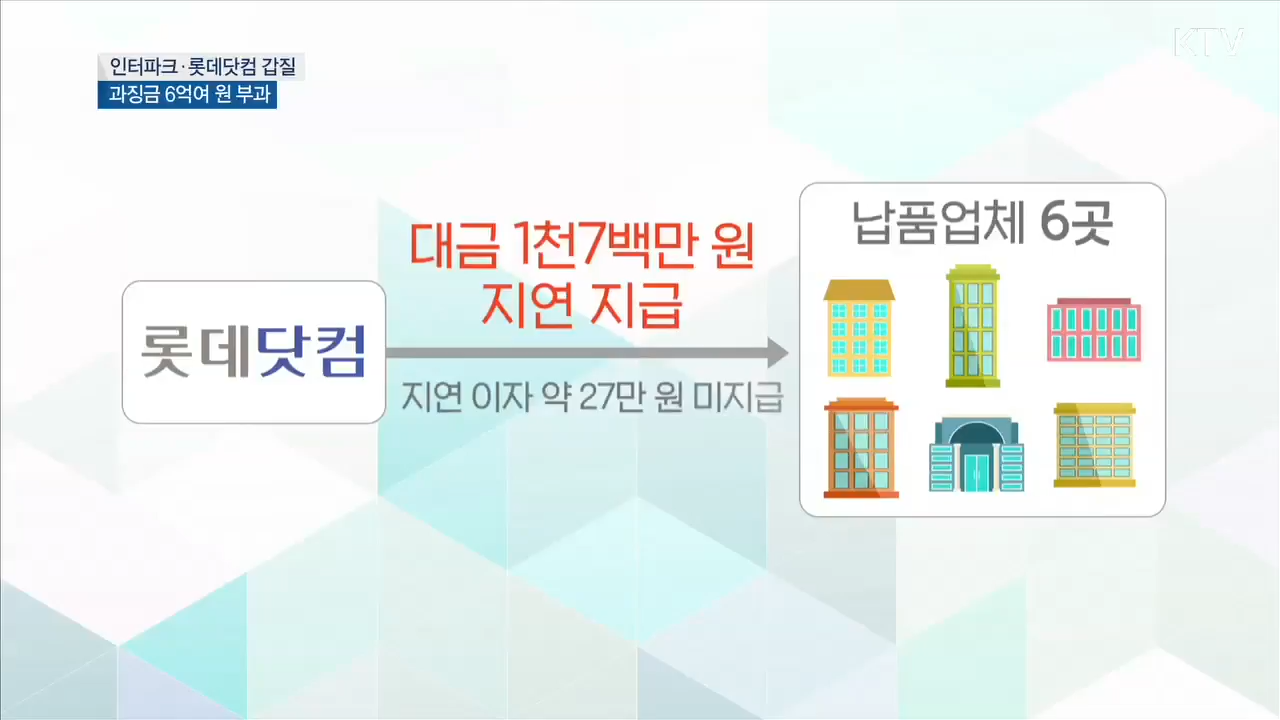 인터파크·롯데닷컴 갑질
과징금 6억여 원 부과
KTV
롯데닷컴
대금 1천7백만 원
지연 지급
지연 이자 약 27만 원 미지급
납품업체 6곳